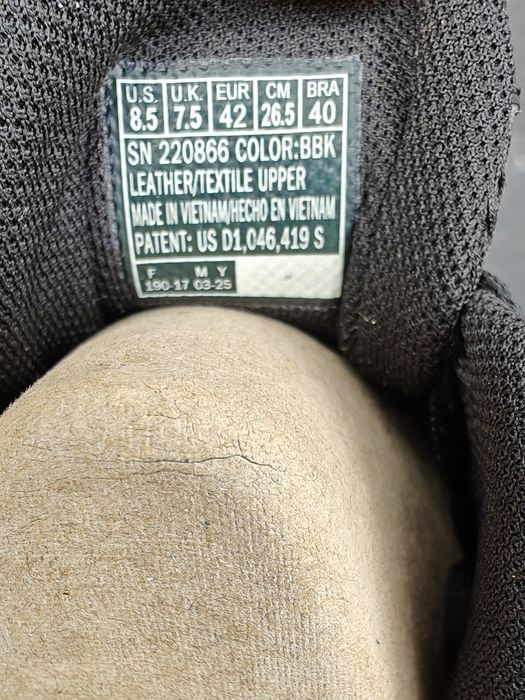 U.S. U.K. EUR CM BRA
8.5 7.5 42 26.5 40
SN 220866 COLOR:BBK
LEATHER/TEXTILE UPPER
MADE IN VIETNAM/HECHO EN VIETNAM
PATENT: US D1,046,419 S
F M Y
190-17 03-25